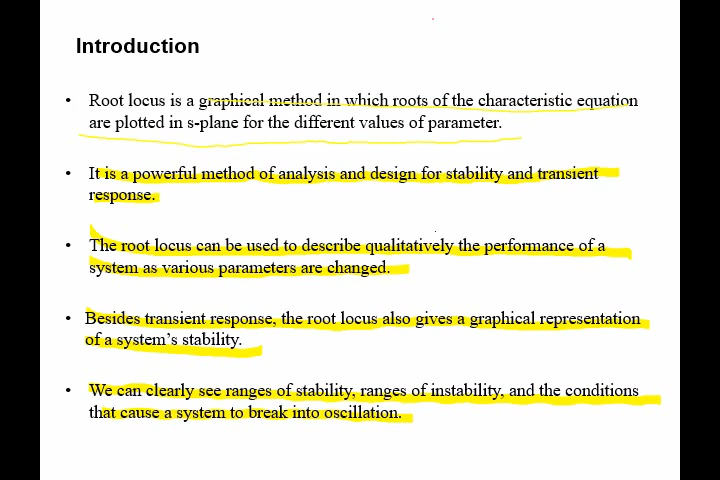 Introduction
• Root locus is a graphical method in which roots of the characteristic equation
are plotted in s-plane for the different values of parameter.
• It is a powerful method of analysis and design for stability and transient
response.
• The root locus can be used to describe qualitatively the performance of a
system as various parameters are changed.
• Besides transient response, the root locus also gives a graphical representation
of a system's stability.
• We can clearly see ranges of stability, ranges of instability, and the conditions
that cause a system to break into oscillation.